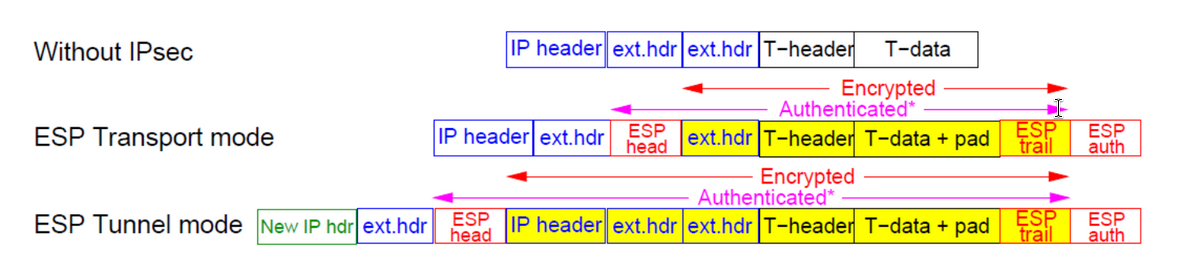 Without IPsec IP header ext.hdr ext.hdr T−header T−data
Encrypted
Authenticated*
ESP Transport mode IP header ext.hdr ESP head ext.hdr T−header T−data + pad ESP trail ESP auth
Encrypted
Authenticated*
ESP Tunnel mode New IP hdr ext.hdr ESP head IP header ext.hdr ext.hdr T−header T−data + pad ESP trail ESP auth